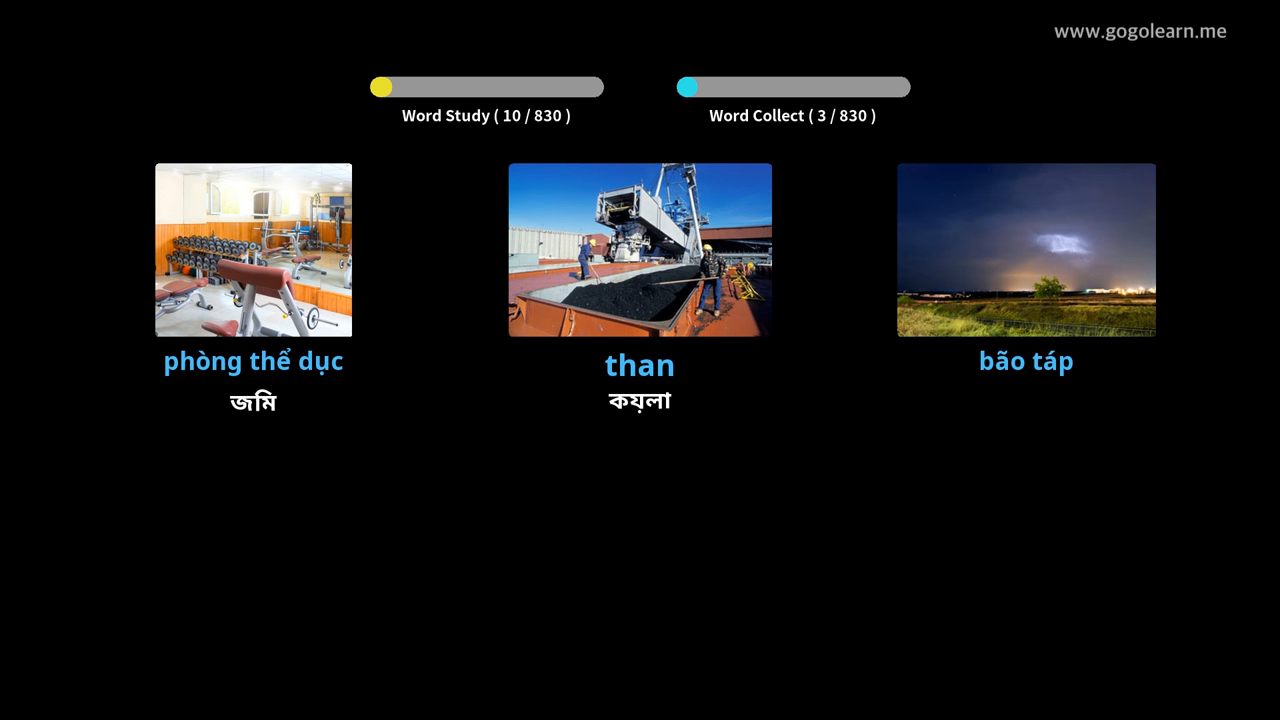 www.gogolearn.me
Word Study ( 10 / 830 )
Word Collect ( 3 / 830 )
phòng thể dục
than
bão táp
জমি
কয়লা